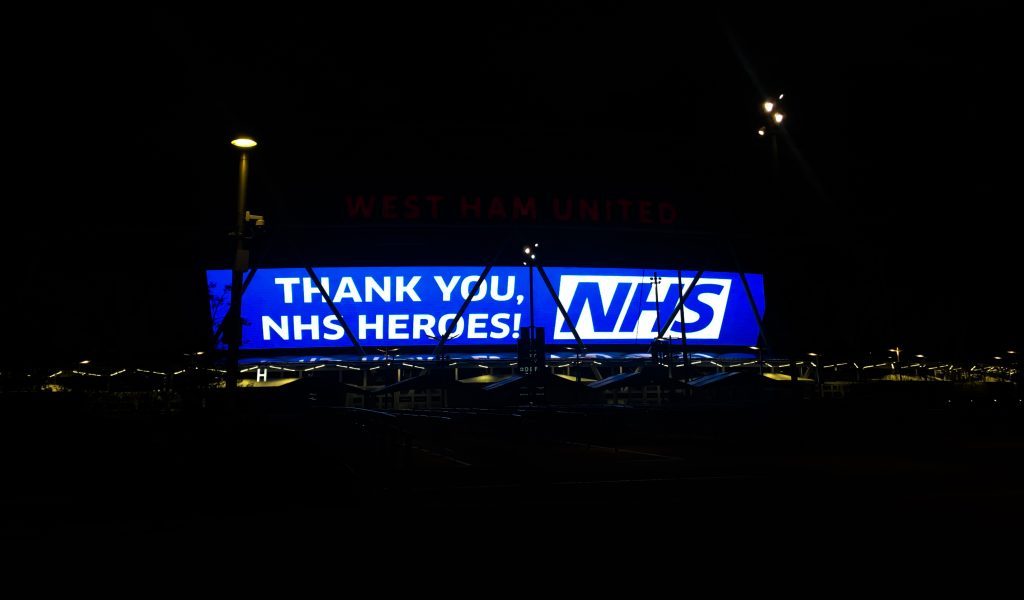 WEST HAM UNITED
THANK YOU,
NHS HEROES!
NHS
H